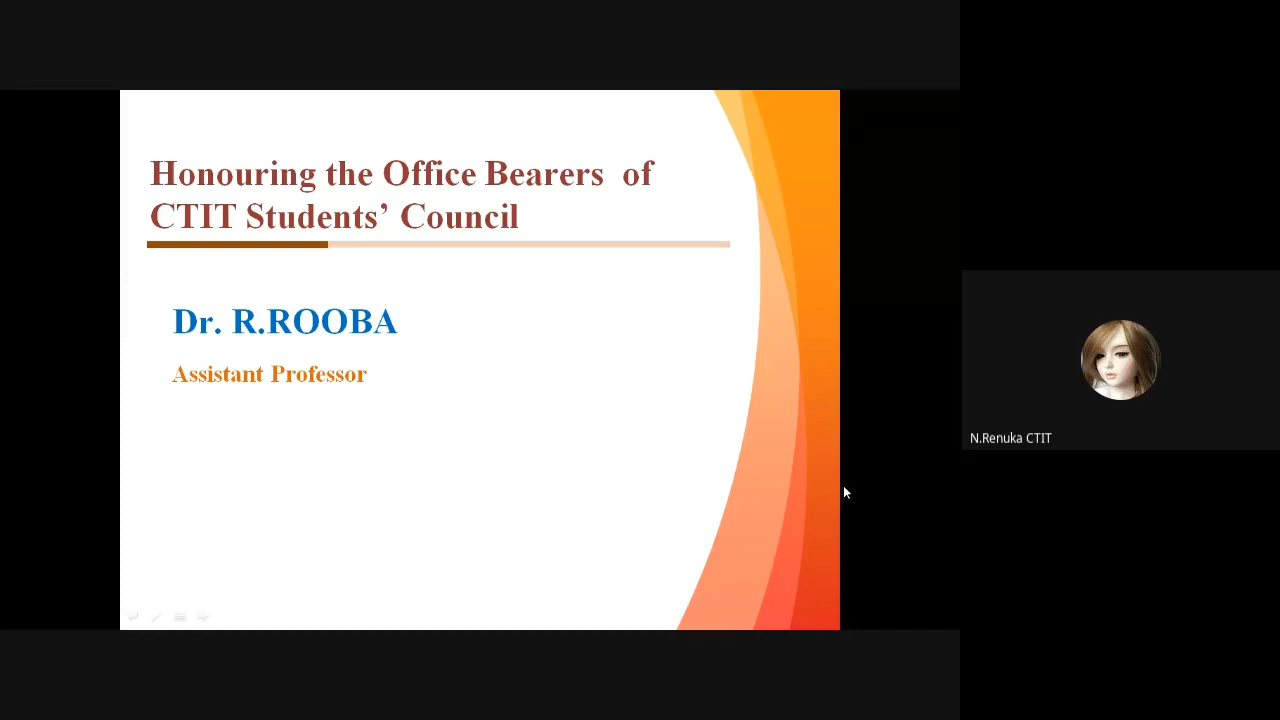 Honouring the Office Bearers of
CTIT Students’ Council
Dr. R.ROOBA
Assistant Professor
N.Renuka CTIT